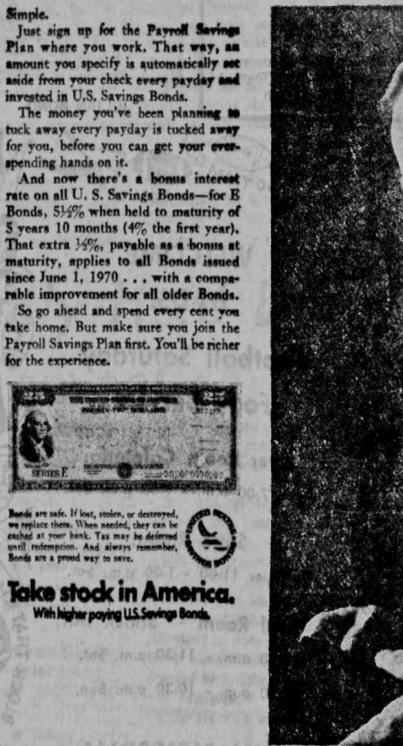 Simple.
Just sign up for the Payroll Savings
Plan where you work. That way, an
amount you specify is automatically set
aside from your check every payday and
invested in U.S. Savings Bonds.
The money you've been planning to
tuck away every payday is tucked away
for you, before you can get your ever-
spending hands on it.
And now there's a bonus interest
rate on all U. S. Savings Bonds—for E
Bonds, 5½% when held to maturity of
5 years 10 months (4% the first year).
That extra ½%, payable as a bonus at
maturity, applies to all Bonds issued
since June 1, 1970 . . . with a compa-
rable improvement for all older Bonds.
So go ahead and spend every cent you
take home. But make sure you join the
Payroll Savings Plan first. You'll be richer
for the experience.
SERIES E
Bonds are safe. If lost, stolen, or destroyed,
we replace them. When needed, they can be
cashed at your bank. Tax may be deferred
until redemption. And always remember,
Bonds are a proud way to save.
Take stock in America.
With higher paying U.S. Savings Bonds.